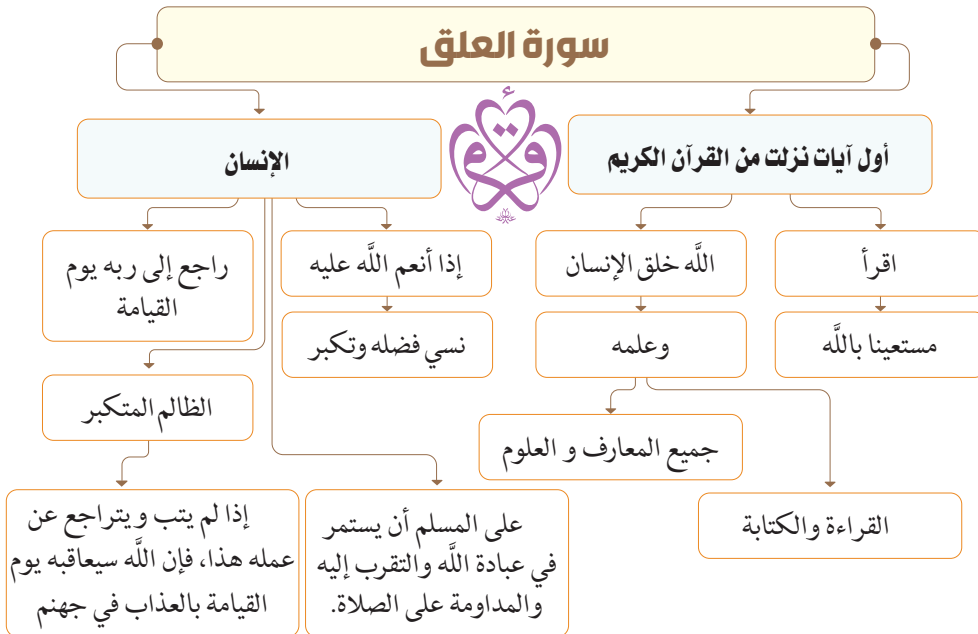 سورة العلق
أول آيات نزلت من القرآن الكريم
الإنسان
اقرأ
اللَّه خلق الإنسان
إذا أنعم اللَّه عليه
راجع إلى ربه يوم
القيامة
مستعينا باللَّه
وعلمه
نسي فضله وتكبر
الظالم المتكبر
جميع المعارف و العلوم
القراءة والكتابة
على المسلم أن يستمر
في عبادة اللَّه والتقرب إليه
والمداومة على الصلاة.
إذا لم يتب ويتراجع عن
عمله هذا، فإن اللَّه سيعاقبه يوم
القيامة بالعذاب في جهنم